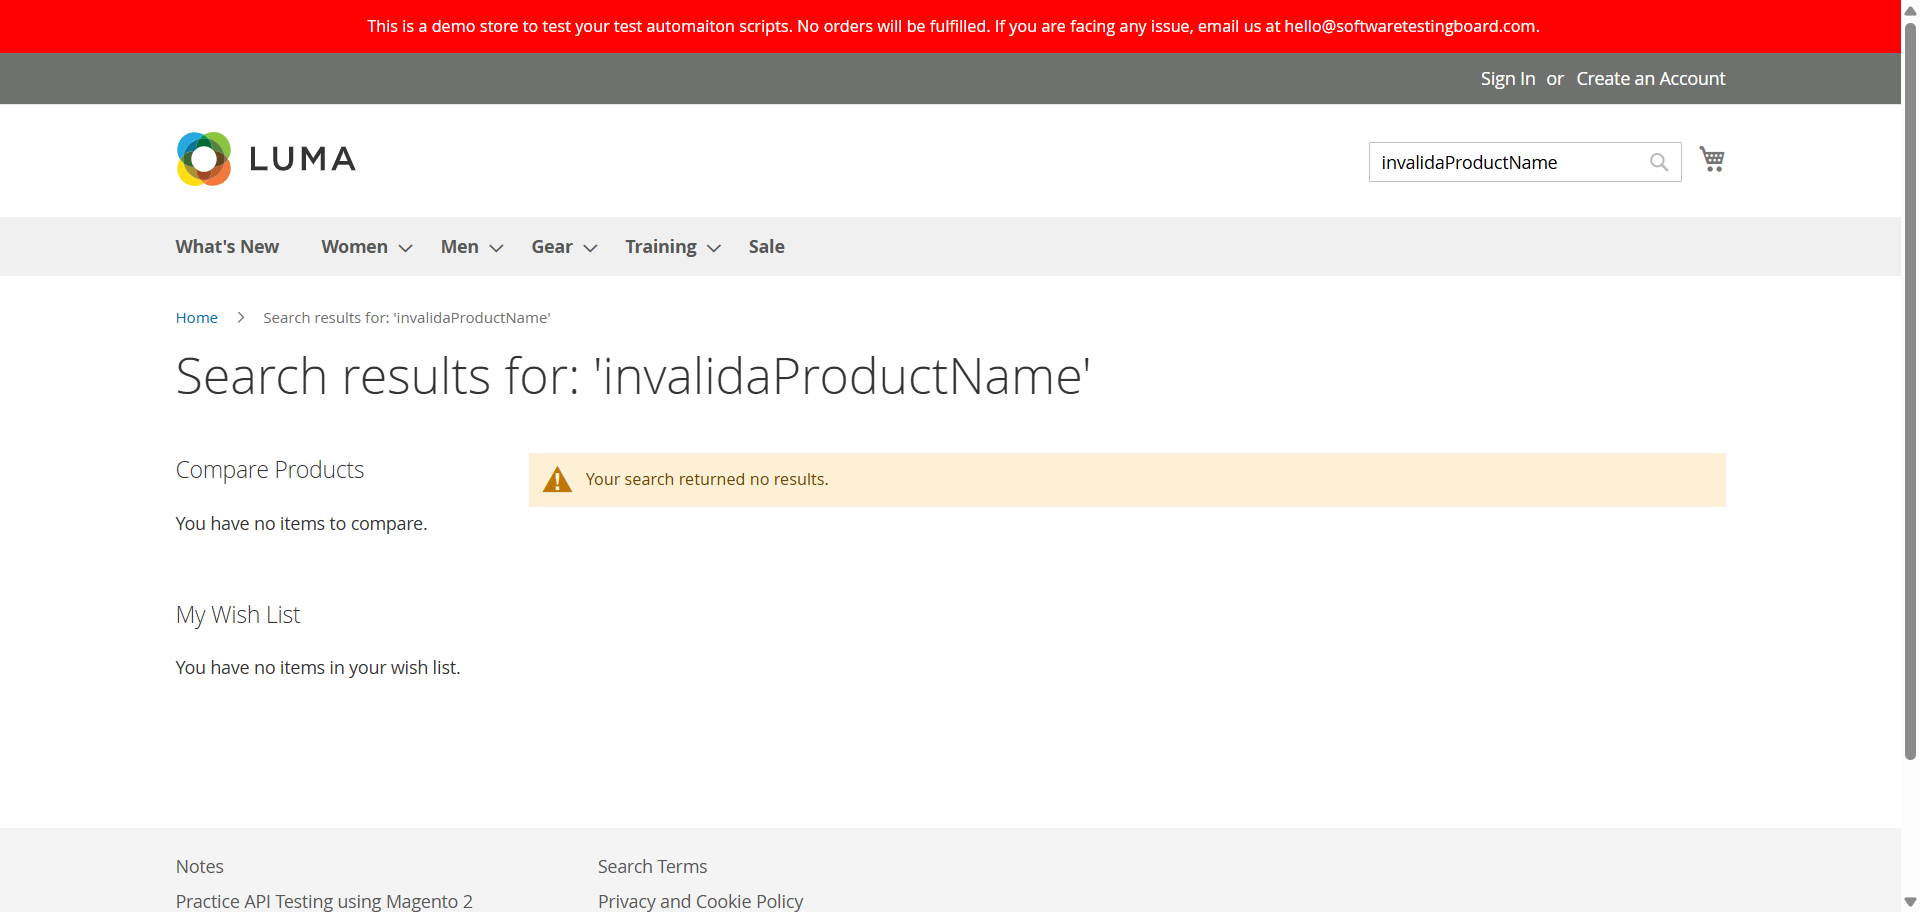 This is a demo store to test your test automaiton scripts. No orders will be fulfilled. If you are facing any issue, email us at hello@softwaretestingboard.com.
Sign In or Create an Account
LUMA
invalidaProductName
What's New Women Men Gear Training Sale
Home Search results for: 'invalidaProductName'
Search results for: 'invalidaProductName'
Compare Products
Your search returned no results.
You have no items to compare.
My Wish List
You have no items in your wish list.
Notes
Search Terms
Practice API Testing using Magento 2
Privacy and Cookie Policy